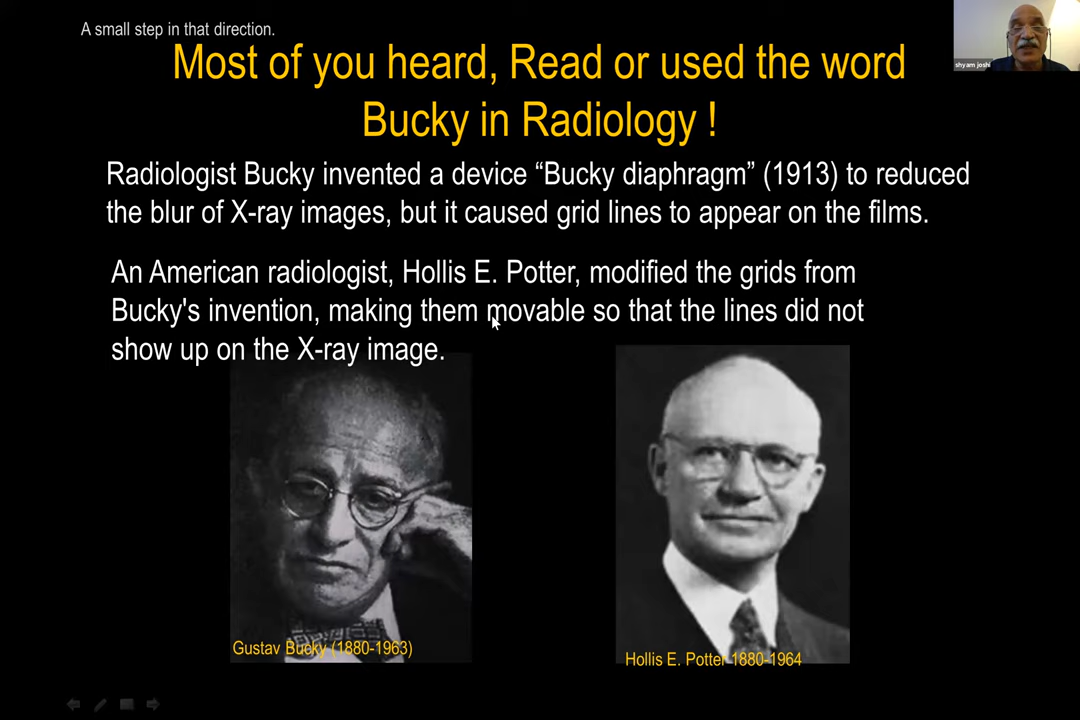 A small step in that direction.
Most of you heard, Read or used the word
Bucky in Radiology !
shyam joshi
Radiologist Bucky invented a device “Bucky diaphragm” (1913) to reduced
the blur of X-ray images, but it caused grid lines to appear on the films.
An American radiologist, Hollis E. Potter, modified the grids from
Bucky's invention, making them movable so that the lines did not
show up on the X-ray image.
Gustav Bucky (1880-1963)
Hollis E. Potter 1880-1964